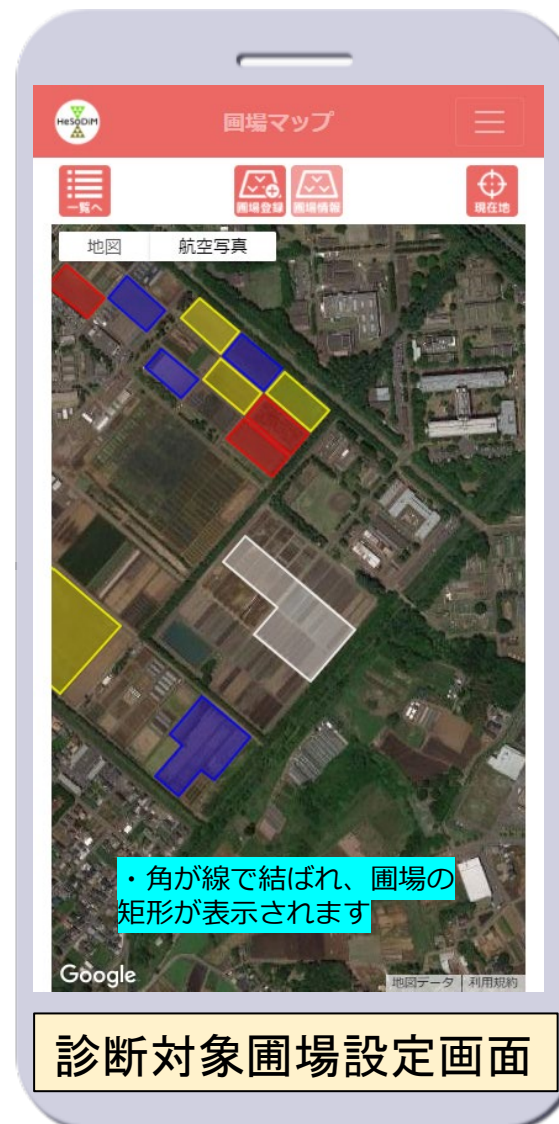 HeSoDiM
圃場マップ
一覧へ
圃場登録
圃場情報
現在地
地図
航空写真
・角が線で結ばれ、圃場の
矩形が表示されます
Google
地図データ
利用規約
診断対象圃場設定画面